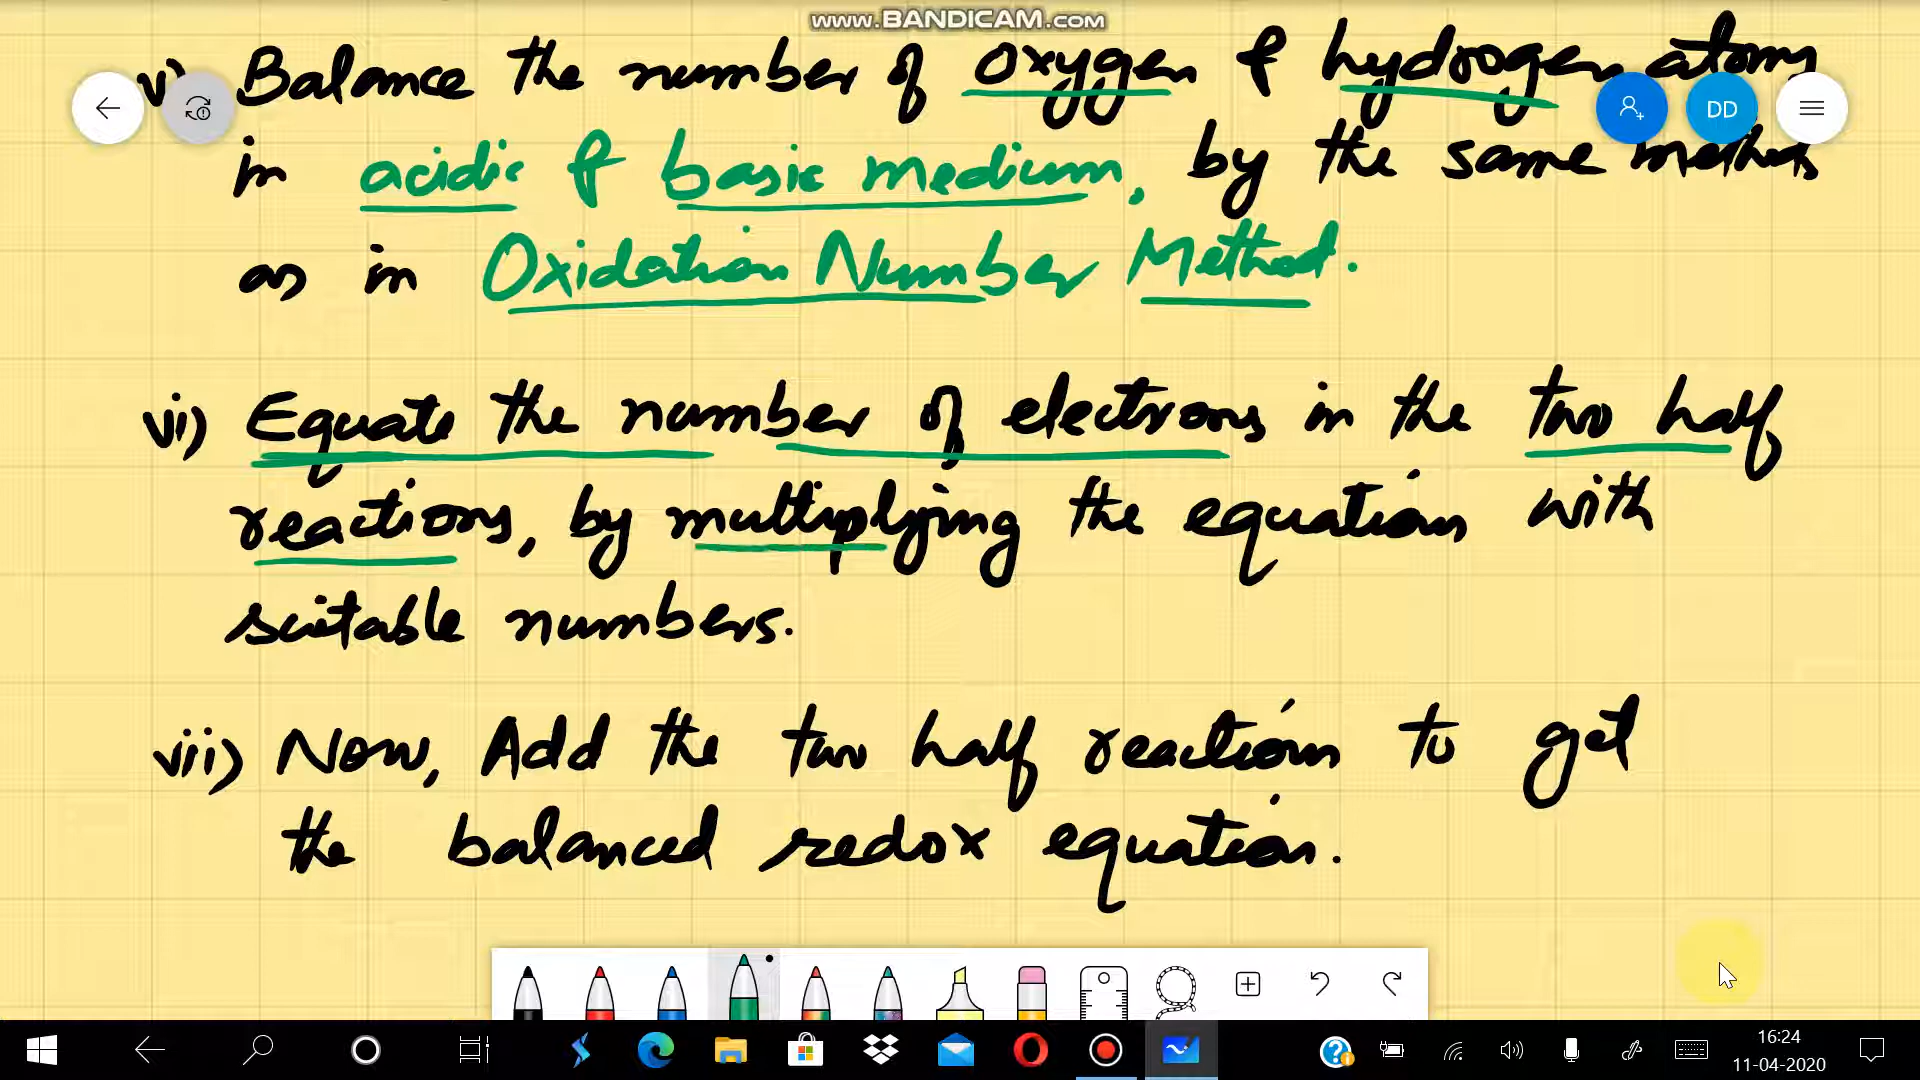 www.BANDICAM.com
v) Balance the number of oxygen & hydrogen atoms
in acidic & basic medium, by the same method
as in Oxidation Number Method.
DD
vi) Equate the number of electrons in the two half
reactions, by multiplying the equations with
suitable numbers.
vii) Now, Add the two half reactions to get
the balanced redox equation.
16:24
11-04-2020